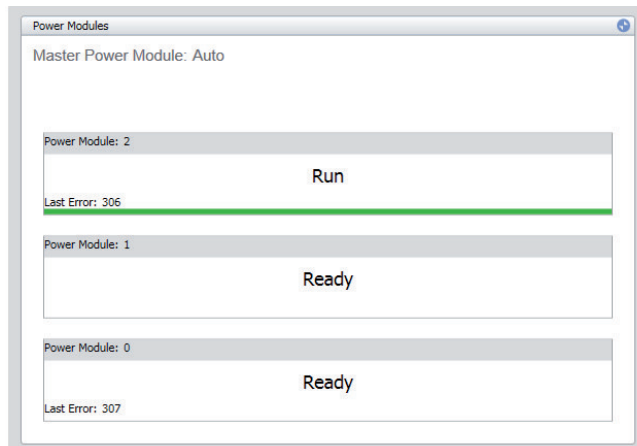 Power Modules
Master Power Module: Auto
Power Module: 2
Run
Last Error: 306
Power Module: 1
Ready
Power Module: 0
Ready
Last Error: 307